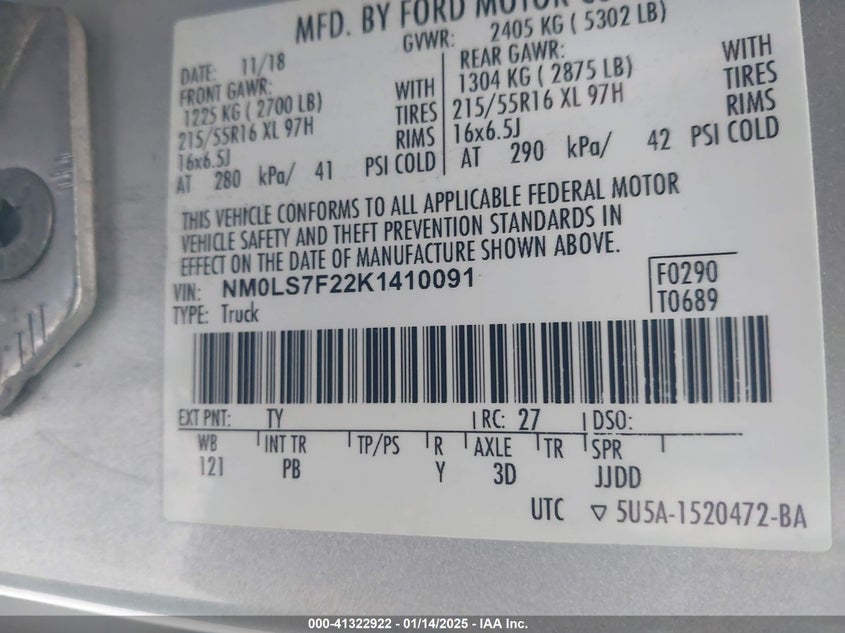 MFD. BY FORD MOTOR
GVWR: 2405 KG ( 5302 LB)
DATE: 11/18
FRONT GAWR:
1225 KG ( 2700 LB) WITH
215/55R16 XL 97H TIRES
16x6.5J RIMS
AT 280 kPa/ 41 PSI COLD
REAR GAWR: WITH
1304 KG ( 2875 LB) TIRES
215/55R16 XL 97H RIMS
16x6.5J
AT 290 kPa/ 42 PSI COLD
THIS VEHICLE CONFORMS TO ALL APPLICABLE FEDERAL MOTOR
VEHICLE SAFETY AND THEFT PREVENTION STANDARDS IN
EFFECT ON THE DATE OF MANUFACTURE SHOWN ABOVE.
VIN: NM0LS7F22K1410091
TYPE: Truck
F0290
T0689
EXT PNT: TY RC: 27 DSO:
WB INT TR TP/PS R AXLE TR SPR
121 PB Y 3D JJDD
UTC ▽ 5U5A-1520472-BA
000-41322922 - 01/14/2025 - IAA Inc.